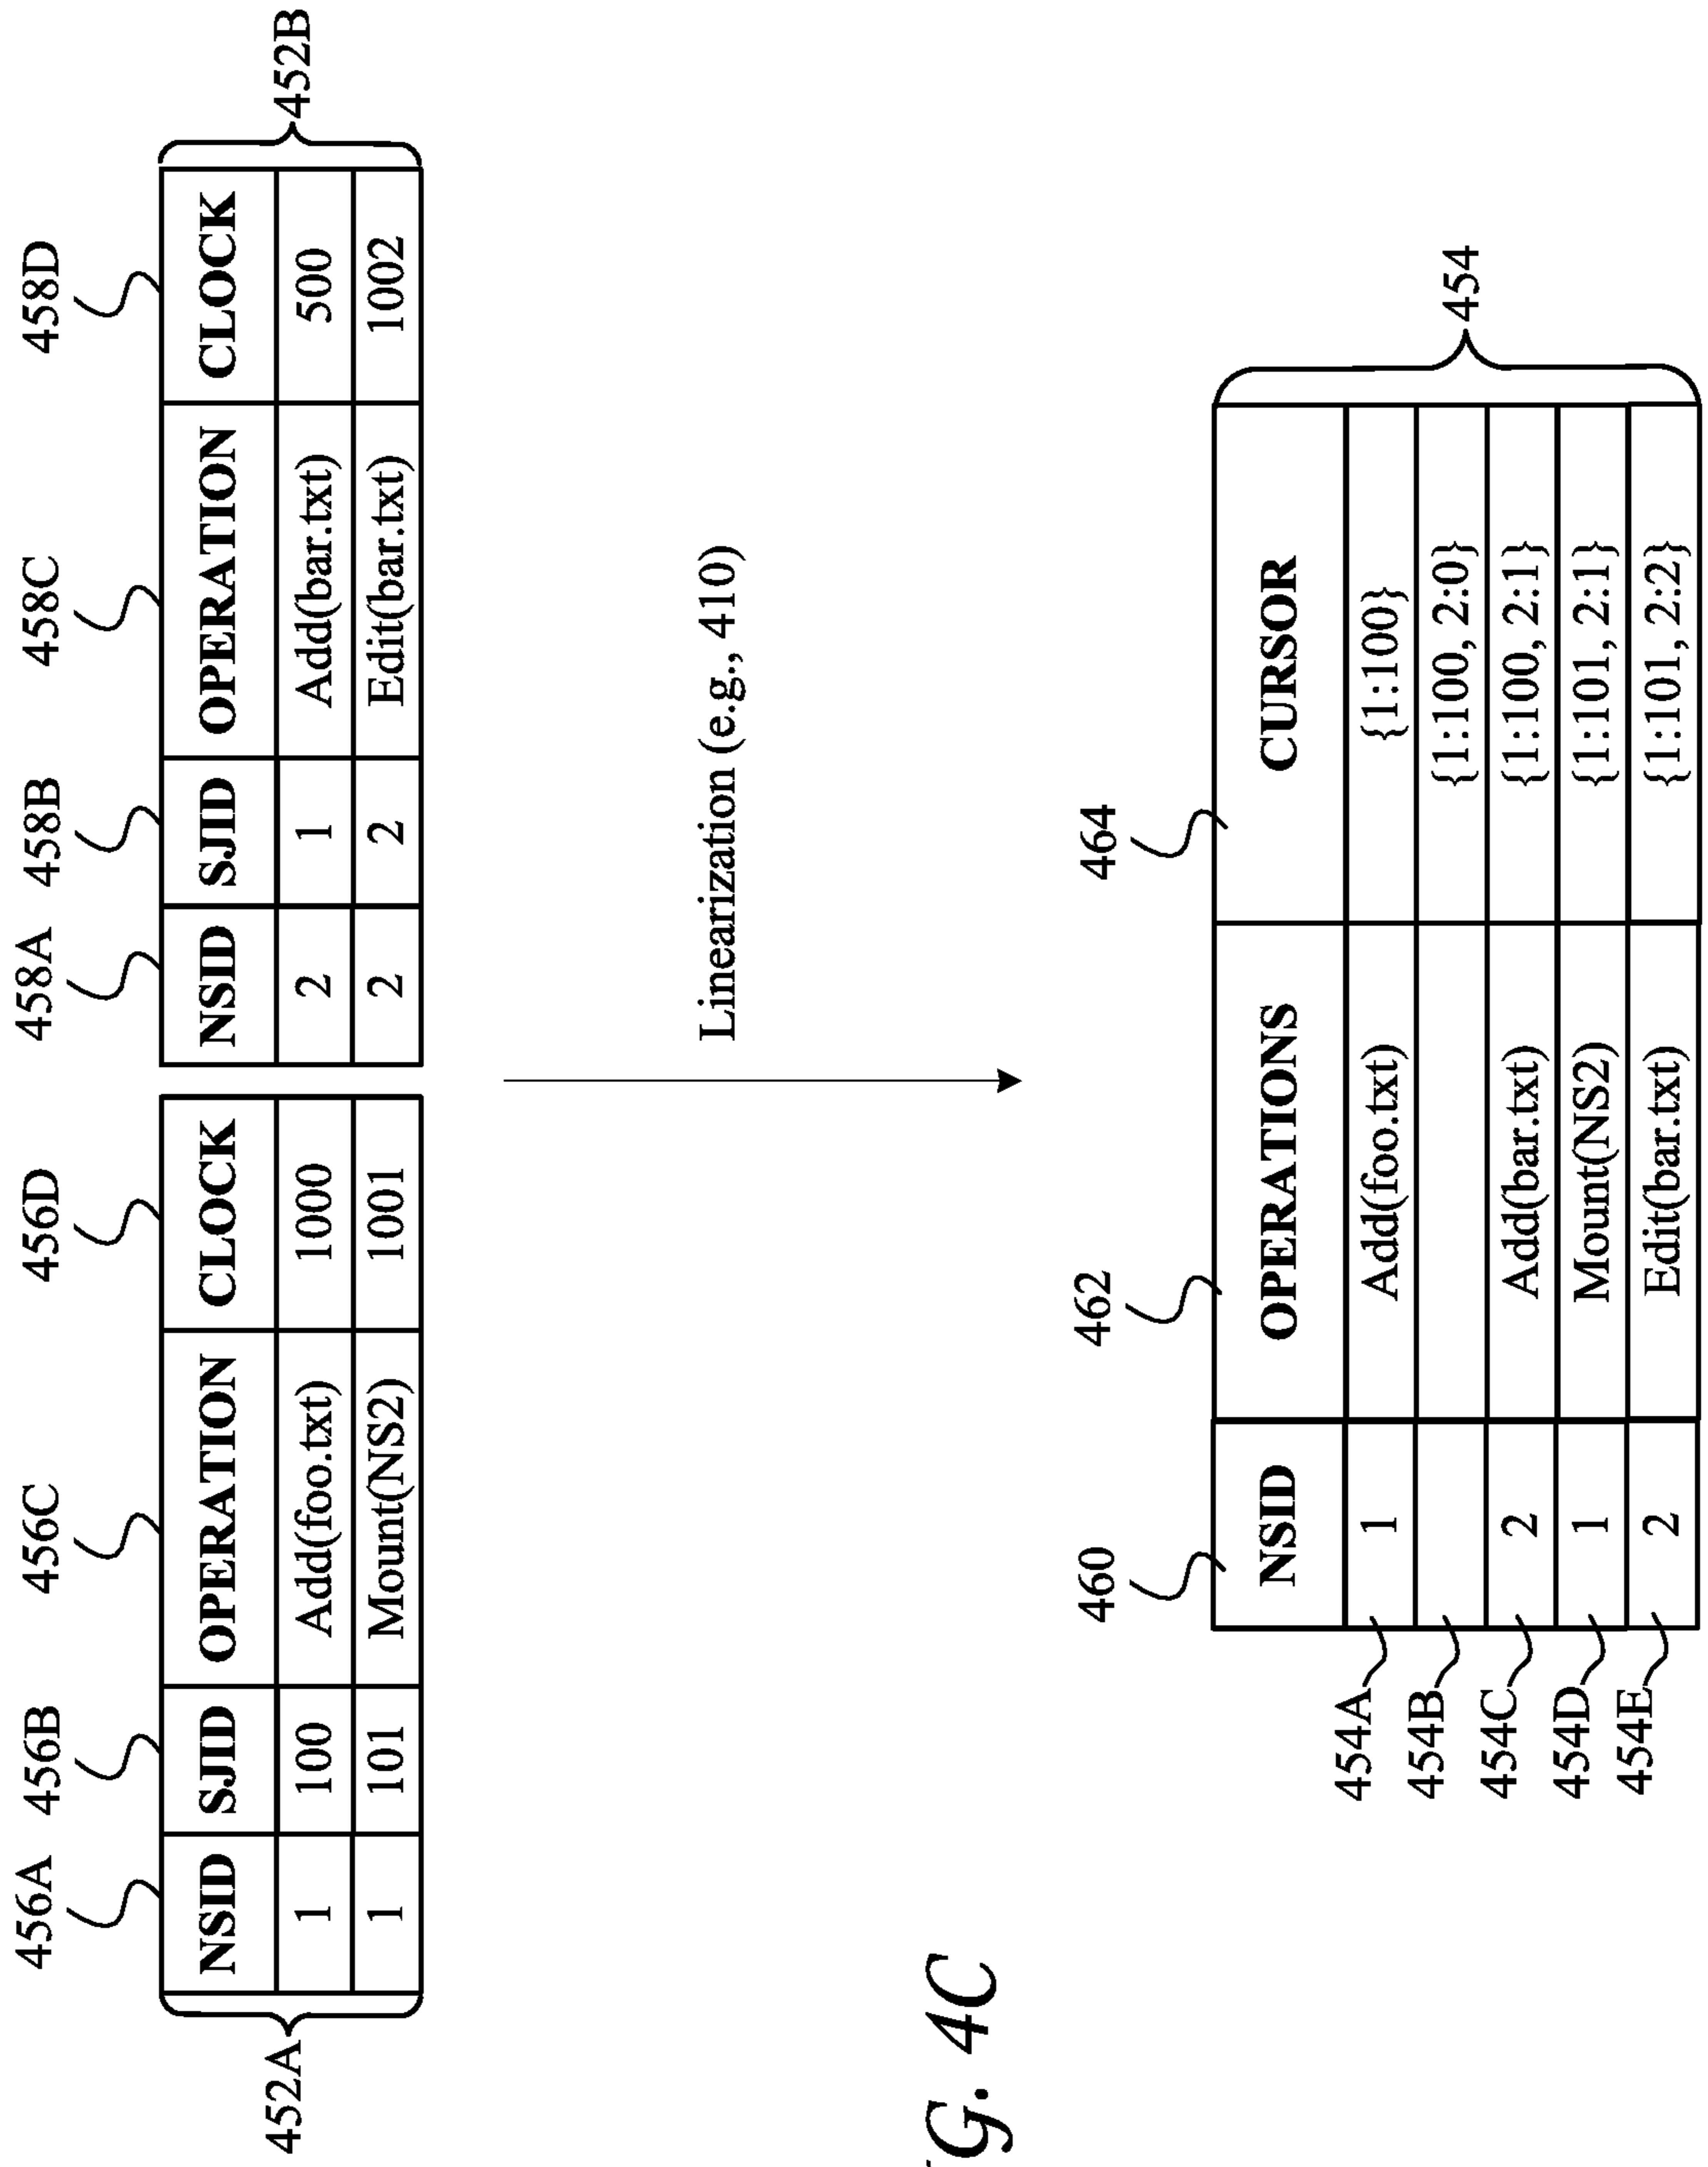 456A 456B 456C 456D 458A 458B 458C 458D
NSID SJID OPERATION CLOCK NSID SJID OPERATION CLOCK
1 100 Add(foo.txt) 1000 2 1 Add(bar.txt) 500
1 101 Mount(NS2) 1001 2 2 Edit(bar.txt) 1002
452A 452B
Linearization (e.g., 410)
460 462 464
NSID OPERATIONS CURSOR
454A 1 Add(foo.txt) {1:100}
454B {1:100, 2:0}
454C 2 Add(bar.txt) {1:100, 2:1}
454D 1 Mount(NS2) {1:101, 2:1}
454E 2 Edit(bar.txt) {1:101, 2:2}
454
G. 4C